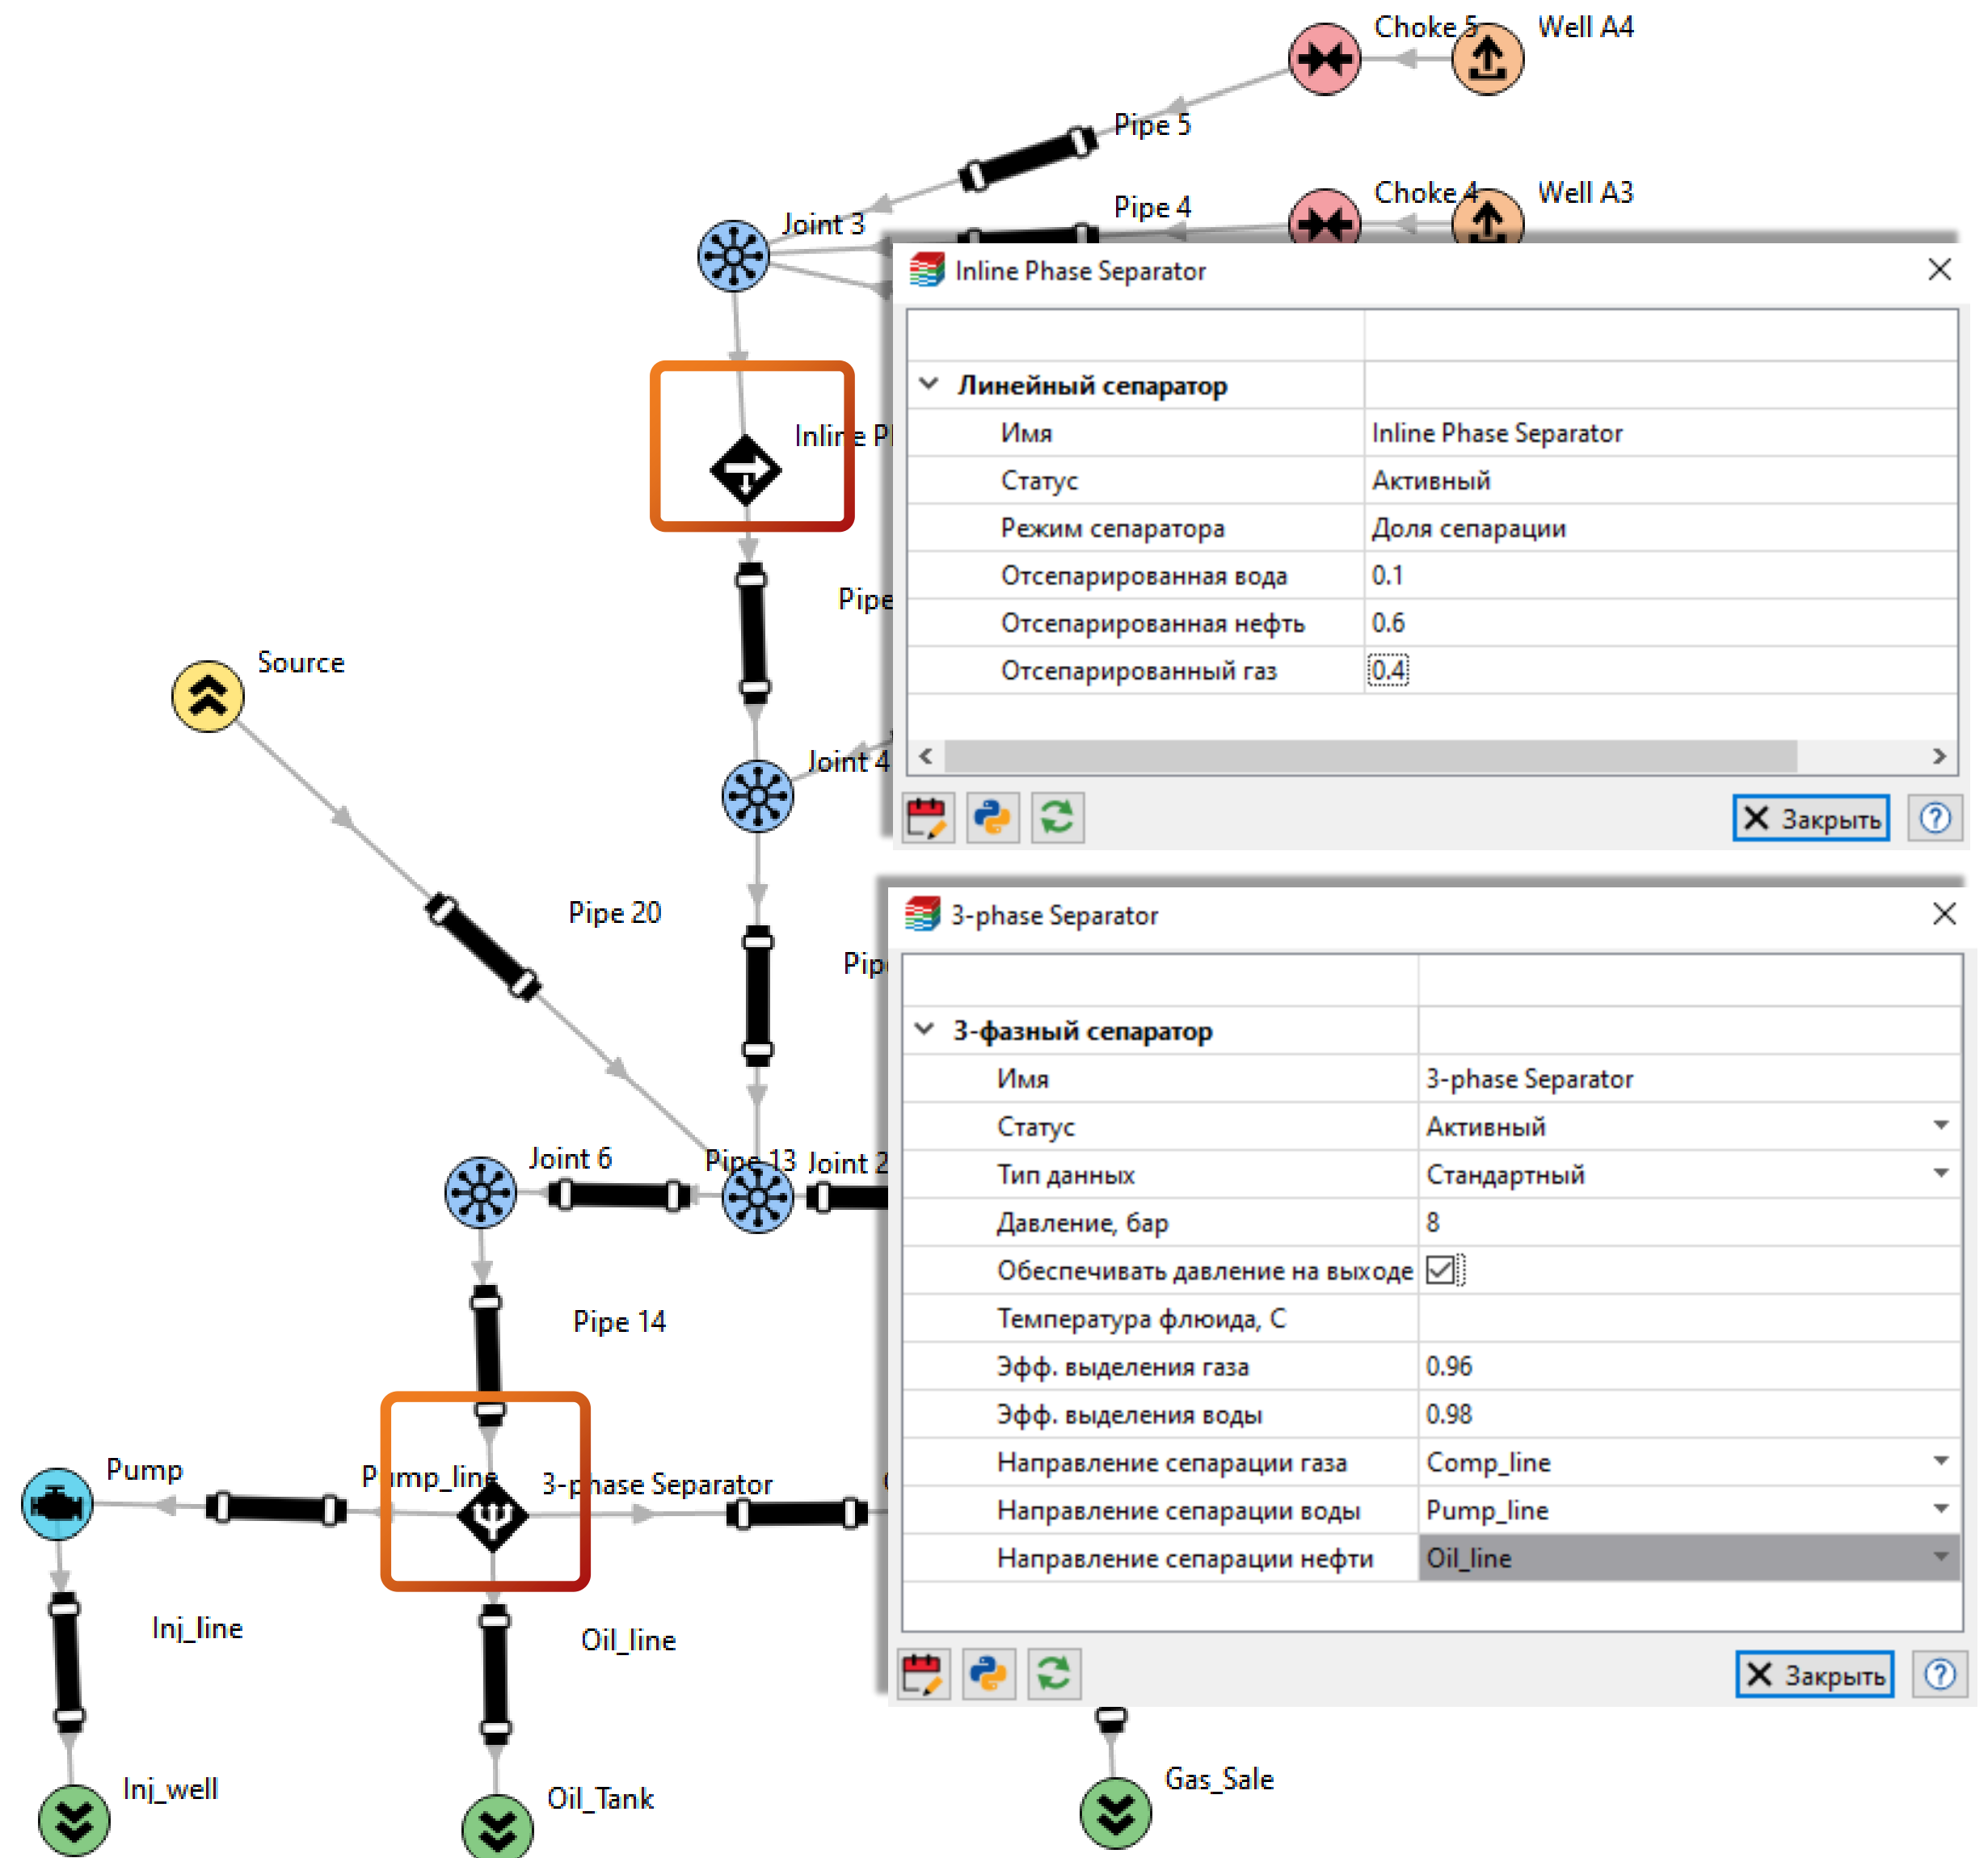 Choke 5
Well A4
Pipe 5
Choke 4
Well A3
Pipe 4
Joint 3
Inline Phase Separator
Линейный сепаратор
Имя Inline Phase Separator
Статус Активный
Режим сепаратора Доля сепарации
Отсепарированная вода 0.1
Отсепарированная нефть 0.6
Отсепарированный газ 0.4
Закрыть
Inline
Pipe
Source
Joint 4
Pipe 20
3-phase Separator
3-фазный сепаратор
Имя 3-phase Separator
Статус Активный
Тип данных Стандартный
Давление, бар 8
Обеспечивать давление на выходе
Температура флюида, C
Эфф. выделения газа 0.96
Эфф. выделения воды 0.98
Направление сепарации газа Comp_line
Направление сепарации воды Pump_line
Направление сепарации нефти Oil_line
Закрыть
Joint 6
Pipe 13
Joint 2
Pipe 14
Pump
Pump_line
3-phase Separator
Inj_line
Oil_line
Inj_well
Oil_Tank
Gas_Sale